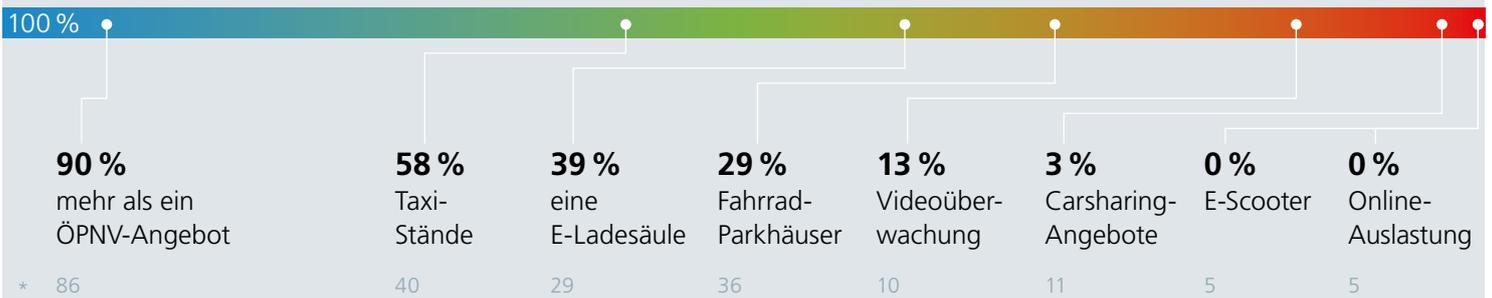 100 %
90 %
mehr als ein
ÖPNV-Angebot
58 %
Taxi-
Stände
39 %
eine
E-Ladesäule
29 %
Fahrrad-
Parkhäuser
13 %
Videoüber-
wachung
3 %
Carsharing-
Angebote
0 %
E-Scooter
0 %
Online-
Auslastung
* 86 40 29 36 10 11 5 5